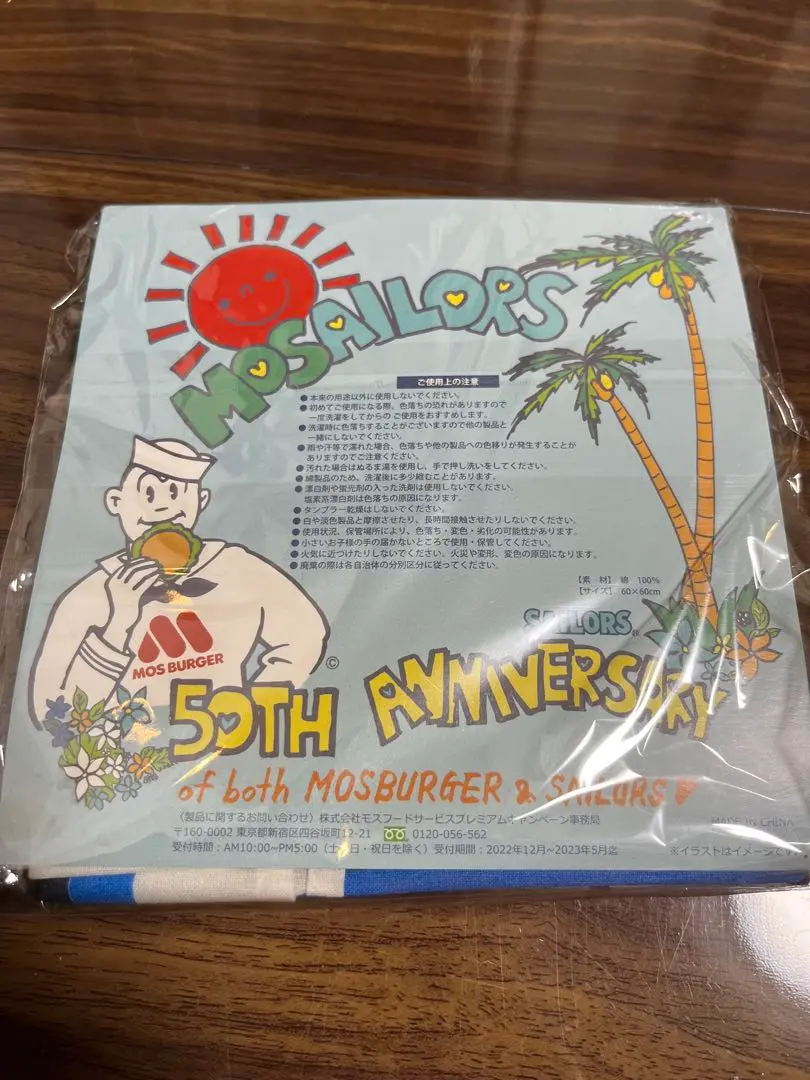 MOSAILORS
ご使用上の注意
●本来の用途以外に使用しないでください。
●初めてご使用になる際、色落ちの恐れがありますので
一度洗濯をしてからのご使用をおすすめします。
●洗濯時に色落ちすることがございますので他の製品と
一緒にしないでください。
●雨や汗等で濡れた場合、色落ちや他の製品への色移りが発生することが
ありますのでご注意ください。
●汚れた場合はぬるま湯を使用し、手で押し洗いをしてください。
●綿製品のため、洗濯後に多少縮むことがあります。
●漂白剤や蛍光剤の入った洗剤は使用しないでください。
塩素系漂白剤は色落ちの原因になります。
●タンブラー乾燥はしないでください。
●白や淡色製品と摩擦させたり、長時間接触させたりしないでください。
●使用状況、保管場所により、色落ち・変色・劣化の可能性があります。
●小さいお子様の手の届かないところで使用・保管してください。
●火気に近づけたりしないでください。火災や変形、変色の原因になります。
●廃棄の際は各自治体の分別区分に従ってください。
【素 材】 綿 100%
【サイズ】 60×60cm
SAILORS®
MOS BURGER
©
50TH ANNIVERSARY
of both MOSBURGER & SAILORS
〈製品に関するお問い合わせ〉株式会社モスフードサービスプレミアムキャンペーン事務局
〒160-0002 東京都新宿区四谷坂町12-21 0120-056-562
MADE IN CHINA
受付時間：AM10:00~PM5:00（土・日・祝日を除く）受付期間：2022年12月~2023年5月迄
※イラストはイメージです。